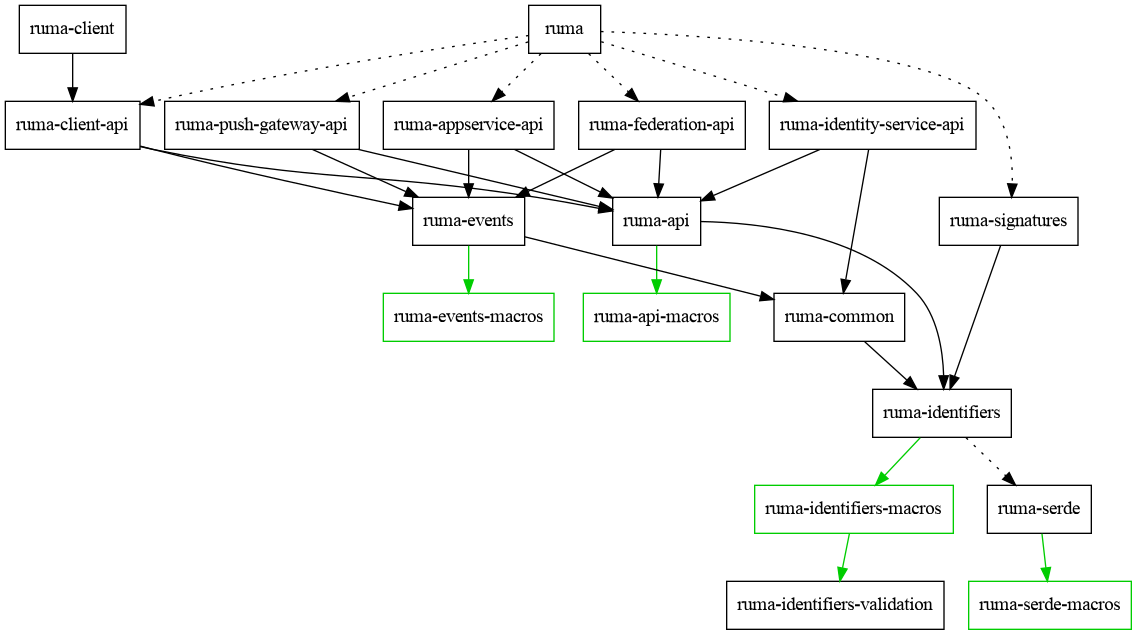 ruma-client
ruma
ruma-client-api
ruma-push-gateway-api
ruma-appservice-api
ruma-federation-api
ruma-identity-service-api
ruma-events
ruma-api
ruma-signatures
ruma-events-macros
ruma-api-macros
ruma-common
ruma-identifiers
ruma-identifiers-macros
ruma-serde
ruma-identifiers-validation
ruma-serde-macros